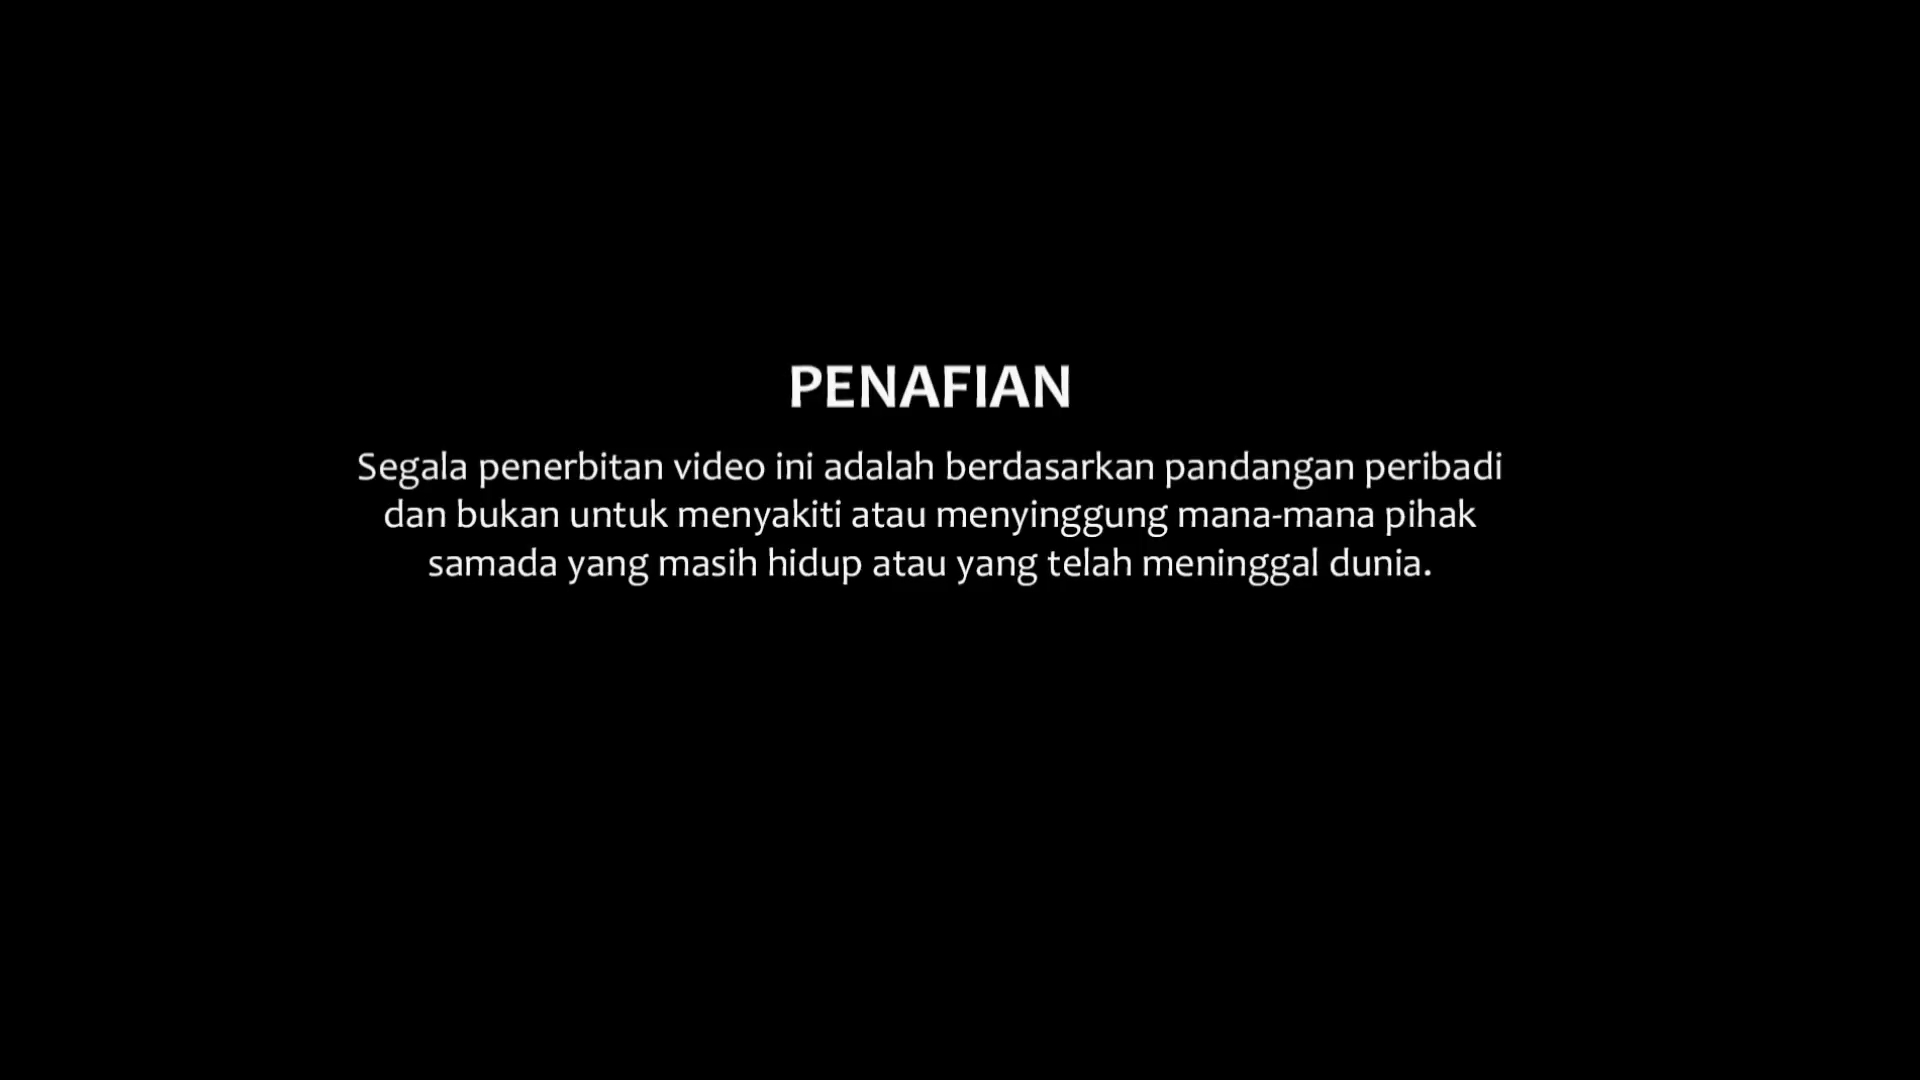 PENAFIAN
Segala penerbitan video ini adalah berdasarkan pandangan peribadi
dan bukan untuk menyakiti atau menyinggung mana-mana pihak
samada yang masih hidup atau yang telah meninggal dunia.